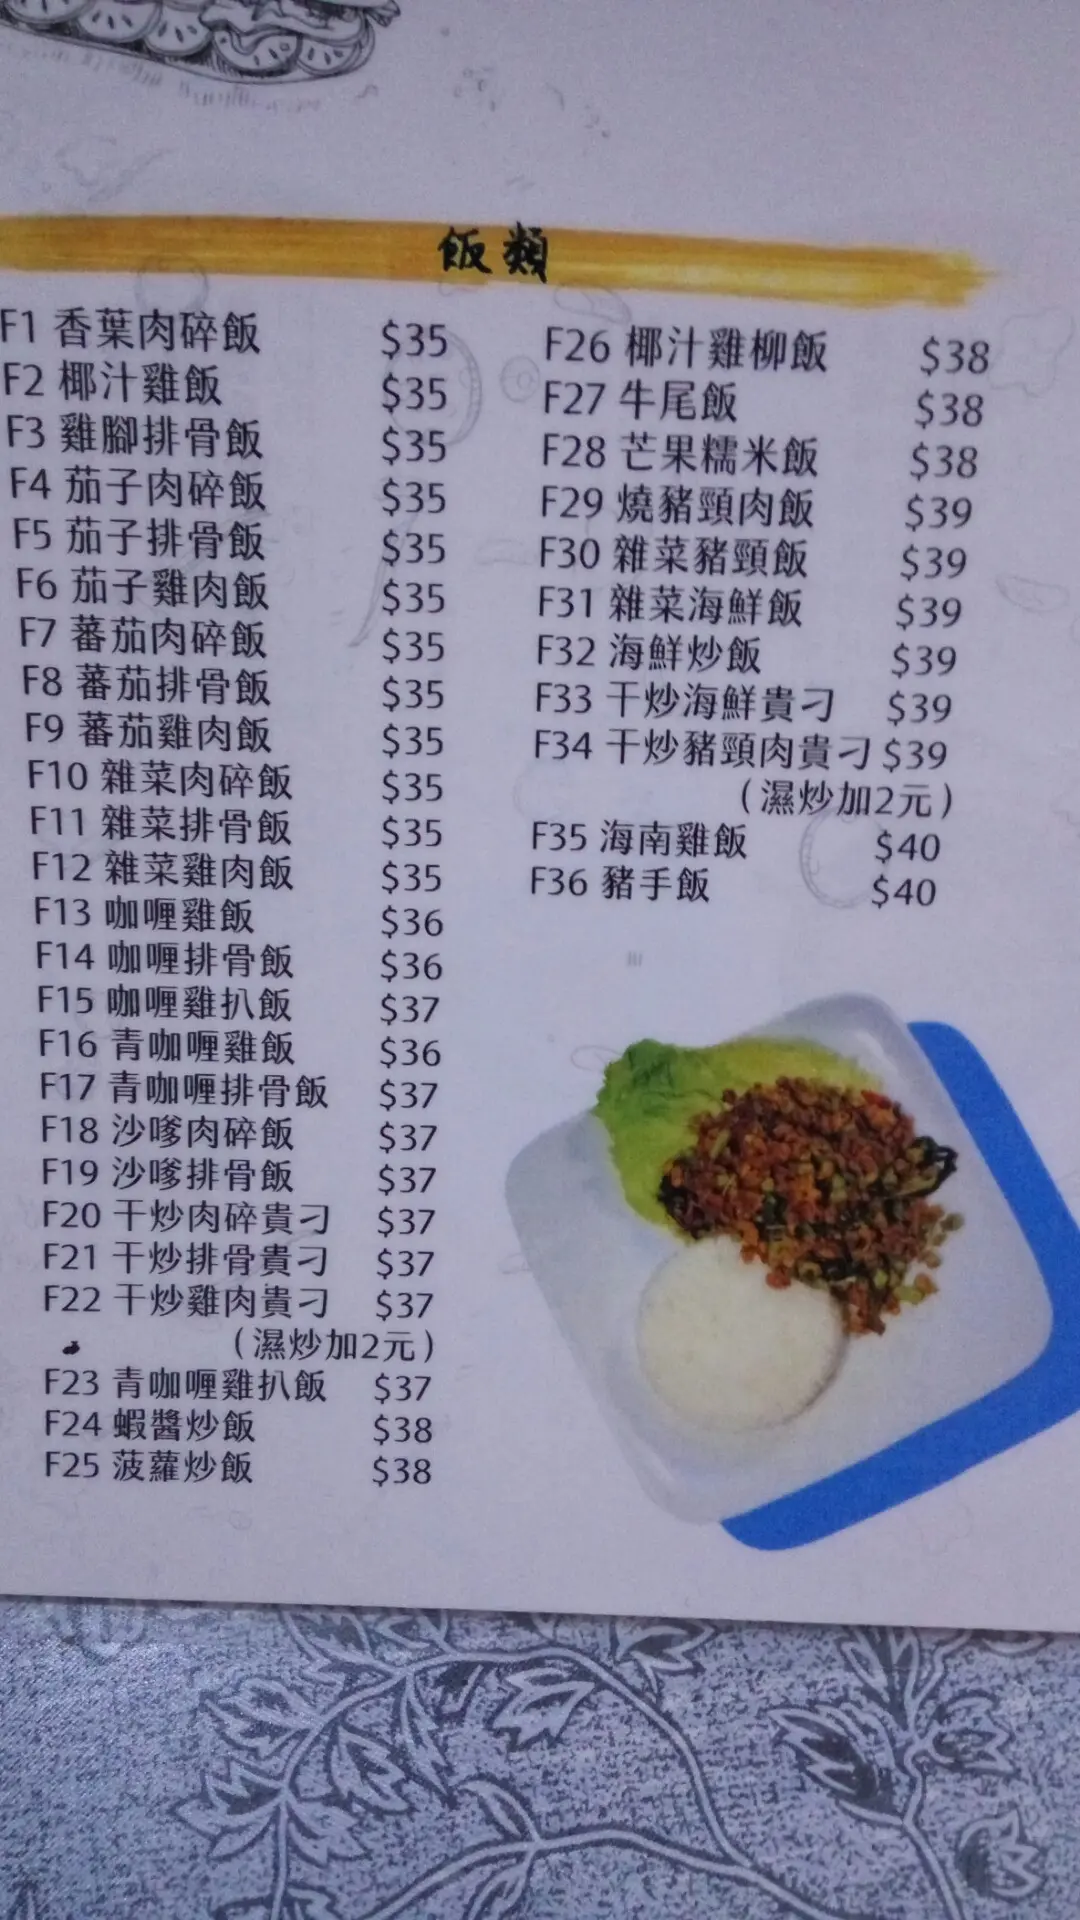 飯類
F1 香葉肉碎飯 $35
F2 椰汁雞飯 $35
F3 雞腳排骨飯 $35
F4 茄子肉碎飯 $35
F5 茄子排骨飯 $35
F6 茄子雞肉飯 $35
F7 蕃茄肉碎飯 $35
F8 蕃茄排骨飯 $35
F9 蕃茄雞肉飯 $35
F10 雜菜肉碎飯 $35
F11 雜菜排骨飯 $35
F12 雜菜雞肉飯 $35
F13 咖喱雞飯 $36
F14 咖喱排骨飯 $36
F15 咖喱雞扒飯 $37
F16 青咖喱雞飯 $36
F17 青咖喱排骨飯 $37
F18 沙嗲肉碎飯 $37
F19 沙嗲排骨飯 $37
F20 干炒肉碎貴刁 $37
F21 干炒排骨貴刁 $37
F22 干炒雞肉貴刁 $37
(濕炒加2元)
F23 青咖喱雞扒飯 $37
F24 蝦醬炒飯 $38
F25 菠蘿炒飯 $38
F26 椰汁雞柳飯 $38
F27 牛尾飯 $38
F28 芒果糯米飯 $38
F29 燒豬頸肉飯 $39
F30 雜菜豬頸飯 $39
F31 雜菜海鮮飯 $39
F32 海鮮炒飯 $39
F33 干炒海鮮貴刁 $39
F34 干炒豬頸肉貴刁 $39
(濕炒加2元)
F35 海南雞飯 $40
F36 豬手飯 $40